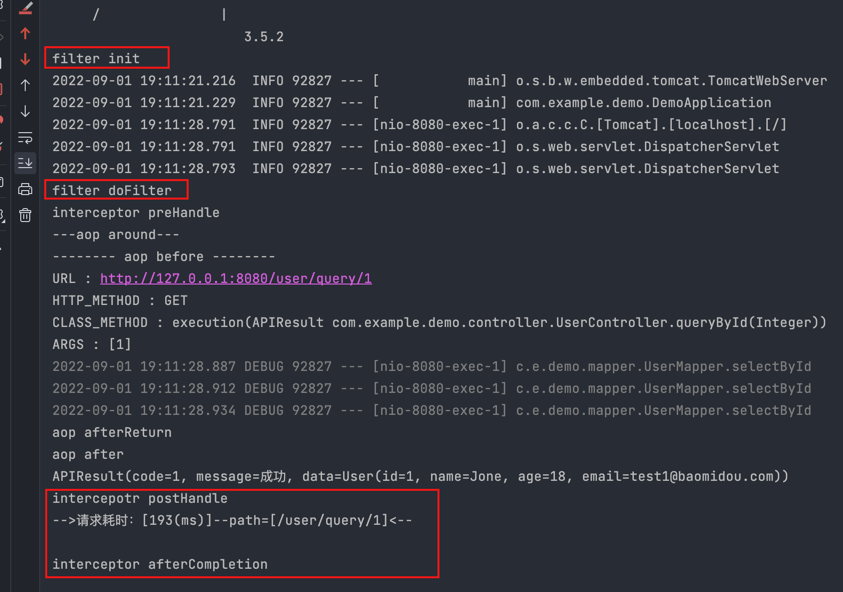 / |
3.5.2
filter init
2022-09-01 19:11:21.216  INFO 92827 --- [           main] o.s.b.w.embedded.tomcat.TomcatWebServer
2022-09-01 19:11:21.229  INFO 92827 --- [           main] com.example.demo.DemoApplication
2022-09-01 19:11:28.791  INFO 92827 --- [nio-8080-exec-1] o.a.c.c.C.[Tomcat].[localhost].[/]
2022-09-01 19:11:28.791  INFO 92827 --- [nio-8080-exec-1] o.s.web.servlet.DispatcherServlet
2022-09-01 19:11:28.793  INFO 92827 --- [nio-8080-exec-1] o.s.web.servlet.DispatcherServlet
filter doFilter
interceptor preHandle
---aop around---
-------- aop before --------
URL : http://127.0.0.1:8080/user/query/1
HTTP_METHOD : GET
CLASS_METHOD : execution(APIResult com.example.demo.controller.UserController.queryById(Integer))
ARGS : [1]
2022-09-01 19:11:28.887 DEBUG 92827 --- [nio-8080-exec-1] c.e.demo.mapper.UserMapper.selectById
2022-09-01 19:11:28.912 DEBUG 92827 --- [nio-8080-exec-1] c.e.demo.mapper.UserMapper.selectById
2022-09-01 19:11:28.934 DEBUG 92827 --- [nio-8080-exec-1] c.e.demo.mapper.UserMapper.selectById
aop afterReturn
aop after
APIResult(code=1, message=成功, data=User(id=1, name=Jone, age=18, email=test1@baomidou.com))
intercepotr postHandle
-->请求耗时：[193(ms)]--path=[/user/query/1]<--
interceptor afterCompletion